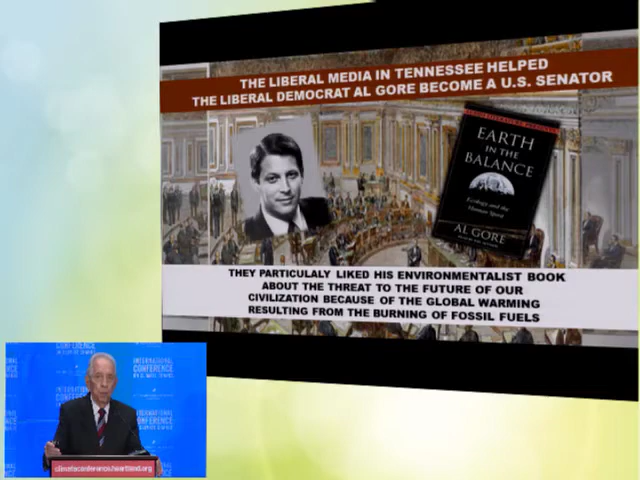 THE LIBERAL MEDIA IN TENNESSEE HELPED
THE LIBERAL DEMOCRAT AL GORE BECOME A U.S. SENATOR
EARTH
IN THE
BALANCE
Ecology and the
Human Spirit
AL GORE
THEY PARTICULALY LIKED HIS ENVIRONMENTALIST BOOK
ABOUT THE THREAT TO THE FUTURE OF OUR
CIVILIZATION BECAUSE OF THE GLOBAL WARMING
RESULTING FROM THE BURNING OF FOSSIL FUELS
INTERNATIONAL
CONFERENCE
climateconference.heartland.org